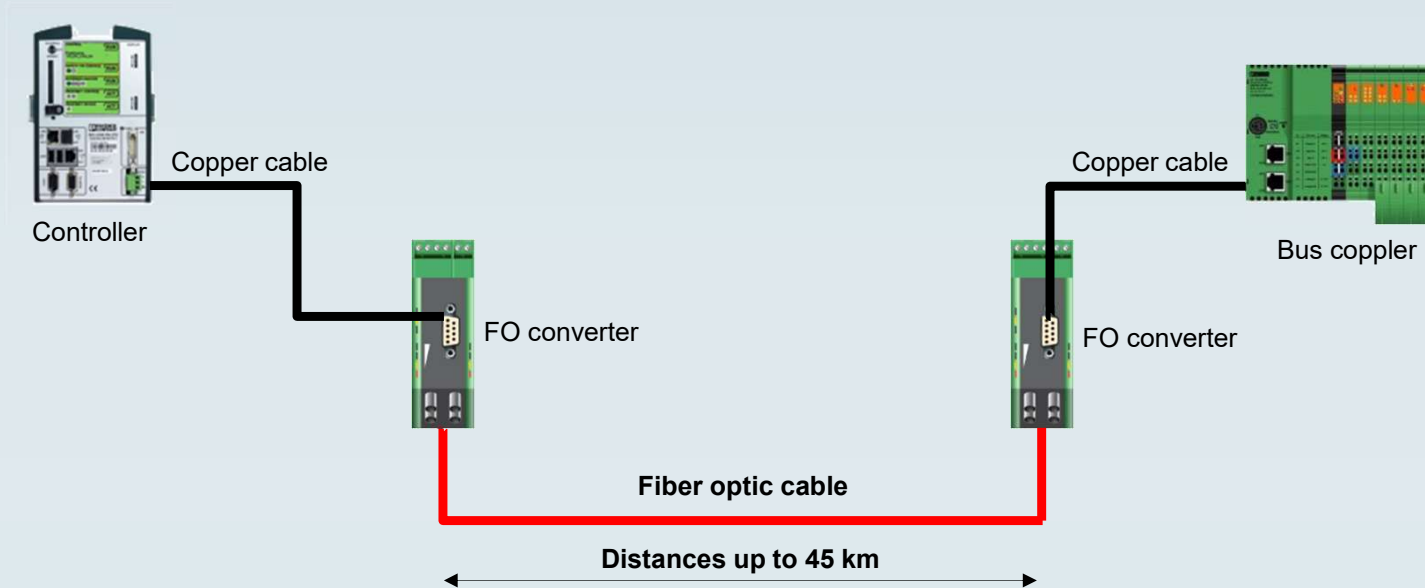 Copper cable
Copper cable
Controller
Bus coppler
FO converter
FO converter
Fiber optic cable
Distances up to 45 km